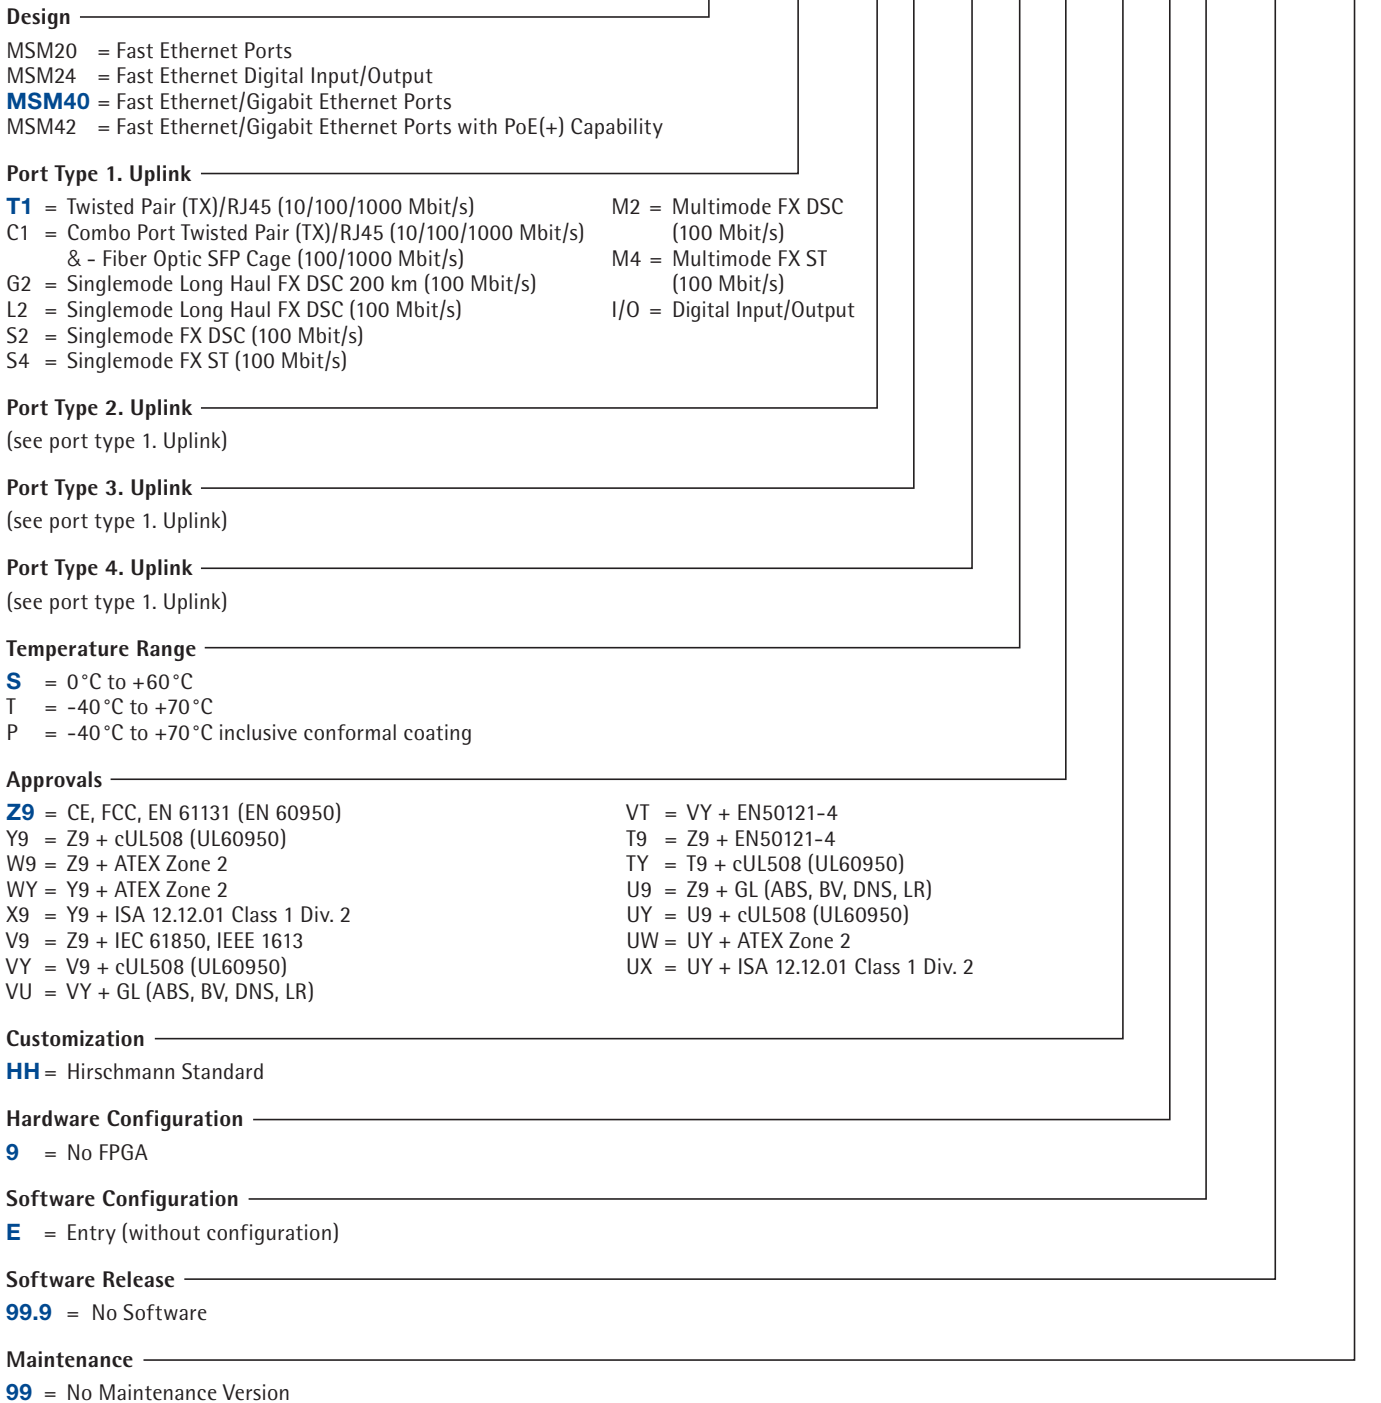 Design
MSM20 = Fast Ethernet Ports
MSM24 = Fast Ethernet Digital Input/Output
MSM40 = Fast Ethernet/Gigabit Ethernet Ports
MSM42 = Fast Ethernet/Gigabit Ethernet Ports with PoE(+) Capability
Port Type 1. Uplink
T1 = Twisted Pair (TX)/RJ45 (10/100/1000 Mbit/s)
C1 = Combo Port Twisted Pair (TX)/RJ45 (10/100/1000 Mbit/s)
& - Fiber Optic SFP Cage (100/1000 Mbit/s)
G2 = Singlemode Long Haul FX DSC 200 km (100 Mbit/s)
L2 = Singlemode Long Haul FX DSC (100 Mbit/s)
S2 = Singlemode FX DSC (100 Mbit/s)
S4 = Singlemode FX ST (100 Mbit/s)
M2 = Multimode FX DSC
(100 Mbit/s)
M4 = Multimode FX ST
(100 Mbit/s)
I/O = Digital Input/Output
Port Type 2. Uplink
(see port type 1. Uplink)
Port Type 3. Uplink
(see port type 1. Uplink)
Port Type 4. Uplink
(see port type 1. Uplink)
Temperature Range
S = 0°C to +60°C
T = -40°C to +70°C
P = -40°C to +70°C inclusive conformal coating
Approvals
Z9 = CE, FCC, EN 61131 (EN 60950)
Y9 = Z9 + cUL508 (UL60950)
W9 = Z9 + ATEX Zone 2
WY = Y9 + ATEX Zone 2
X9 = Y9 + ISA 12.12.01 Class 1 Div. 2
V9 = Z9 + IEC 61850, IEEE 1613
VY = V9 + cUL508 (UL60950)
VU = VY + GL (ABS, BV, DNS, LR)
VT = VY + EN50121-4
T9 = Z9 + EN50121-4
TY = T9 + cUL508 (UL60950)
U9 = Z9 + GL (ABS, BV, DNS, LR)
UY = U9 + cUL508 (UL60950)
UW = UY + ATEX Zone 2
UX = UY + ISA 12.12.01 Class 1 Div. 2
Customization
HH = Hirschmann Standard
Hardware Configuration
9 = No FPGA
Software Configuration
E = Entry (without configuration)
Software Release
99.9 = No Software
Maintenance
99 = No Maintenance Version